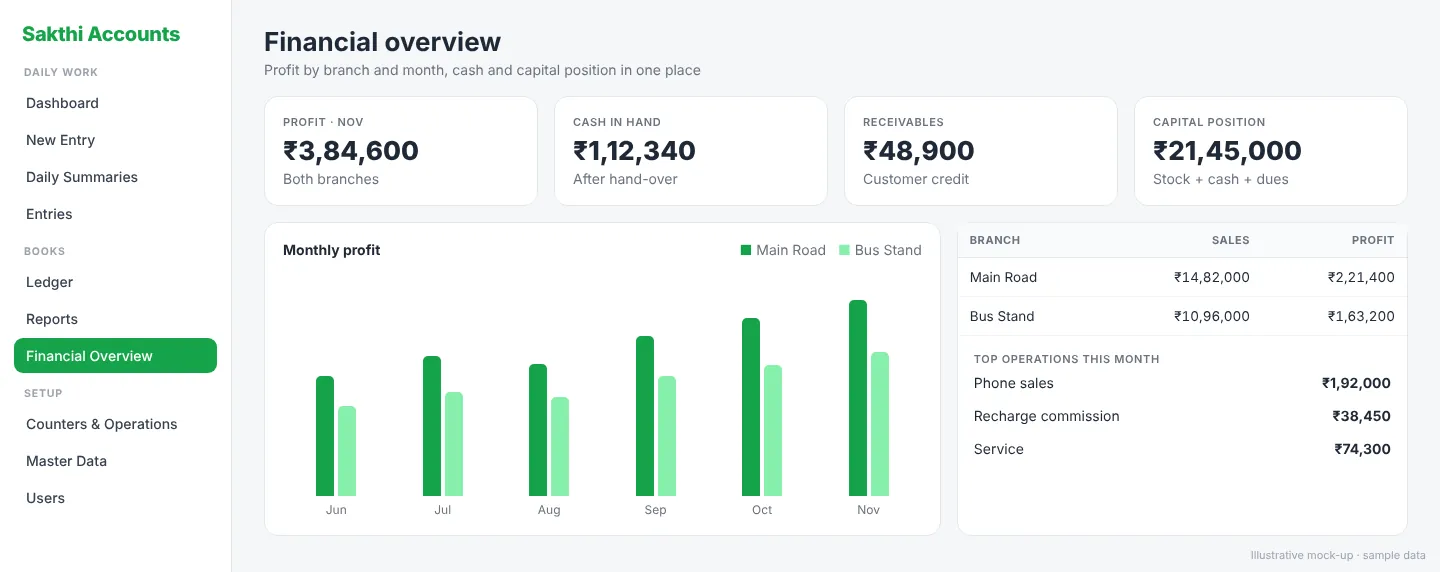 Sakthi Accounts
DAILY WORK
Dashboard
New Entry
Daily Summaries
Entries
BOOKS
Ledger
Reports
Financial Overview
SETUP
Counters & Operations
Master Data
Users
Financial overview
Profit by branch and month, cash and capital position in one place
PROFIT · NOV
₹3,84,600
Both branches
CASH IN HAND
₹1,12,340
After hand-over
RECEIVABLES
₹48,900
Customer credit
CAPITAL POSITION
₹21,45,000
Stock + cash + dues
Monthly profit
Main Road Bus Stand
Jun Jul Aug Sep Oct Nov
BRANCH SALES PROFIT
Main Road ₹14,82,000 ₹2,21,400
Bus Stand ₹10,96,000 ₹1,63,200
TOP OPERATIONS THIS MONTH
Phone sales ₹1,92,000
Recharge commission ₹38,450
Service ₹74,300
Illustrative mock-up · sample data